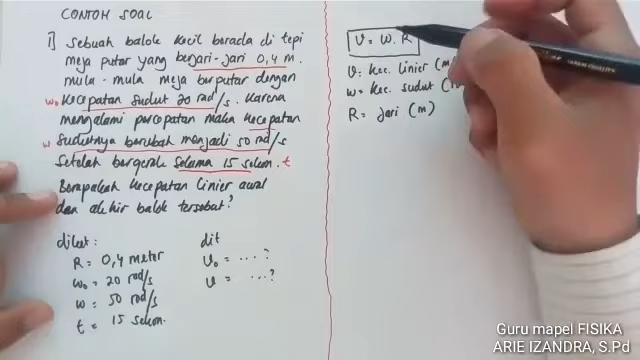 CONTOH SOAL
1) Sebuah balok kecil berada di tepi
meja putar yang berjari-jari 0,4 m.
mula-mula meja berputar dengan
ω₀ kecepatan sudut 20 rad/s. karena
mengalami percepatan maka kecepatan
ω sudutnya berubah menjadi 50 rad/s
setelah bergerak selama 15 sekon. t
Berapakah kecepatan linier awal
dan akhir balok tersebut?
diket:
R = 0,4 meter
ω₀ = 20 rad/s
ω = 50 rad/s
t = 15 sekon.
dit
v₀ = ...?
v = ...?
V = ω . R
V: kec. linier (m/
ω = kec. sudut (
R = jari (m)
Guru mapel FISIKA
ARIE IZANDRA, S.Pd